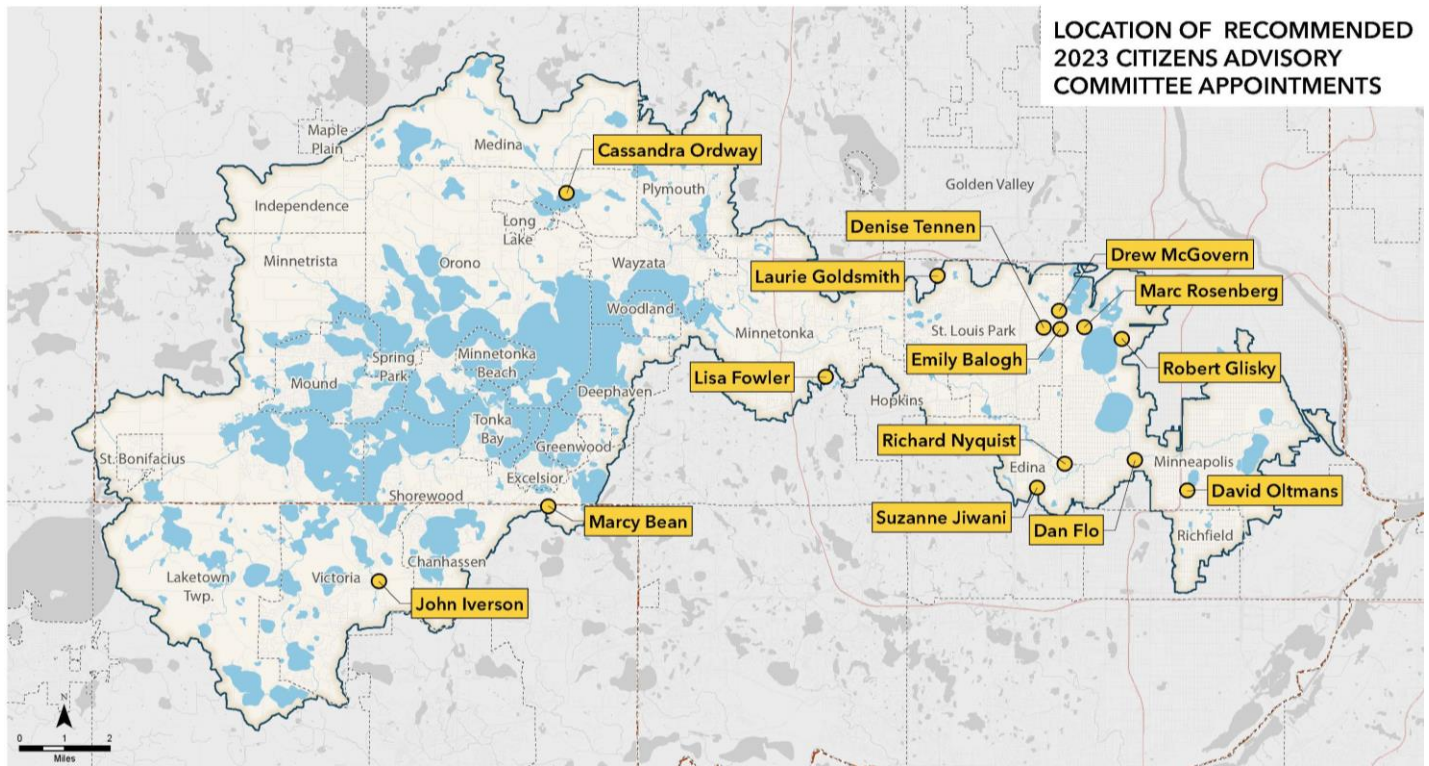 LOCATION OF RECOMMENDED
2023 CITIZENS ADVISORY
COMMITTEE APPOINTMENTS
Maple
Plain
Medina
Cassandra Ordway
Plymouth
Golden Valley
Independence
Long
Lake
Denise Tennen
Drew McGovern
Minnetrista
Orono
Wayzata
Laurie Goldsmith
Marc Rosenberg
Woodland
Minnetonka
St. Louis Park
Spring
Park
Minnetonka
Beach
Emily Balogh
Robert Glisky
Mound
Lisa Fowler
Deephaven
Hopkins
Tonka
Bay
Greenwood
Richard Nyquist
St. Bonifacius
Edina
Minneapolis
Excelsior
Shorewood
David Oltmans
Marcy Bean
Suzanne Jiwani
Dan Flo
Richfield
Chanhassen
Laketown
Twp.
Victoria
John Iverson
N
0 1 2
Miles